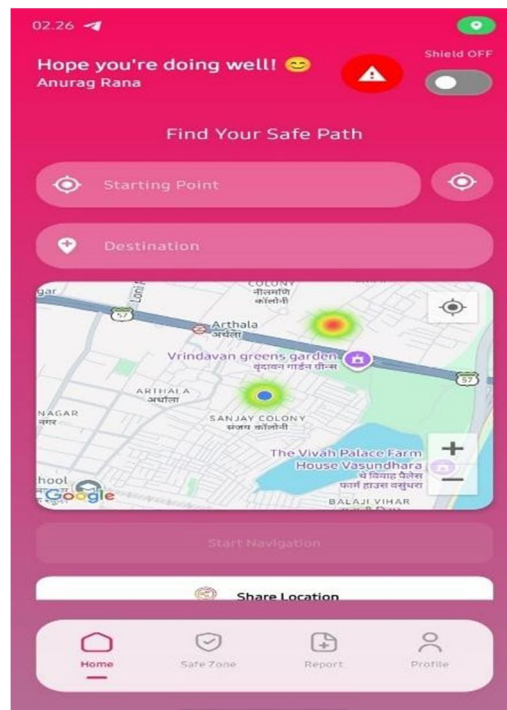 02.26
Shield OFF
Hope you're doing well! 😊
Anurag Rana
Find Your Safe Path
Starting Point
Destination
COLONY
नीलमणि
कॉलोनी
gar
57
Arthala
अर्थला
Vrindavan greens garden
वृंदावन गार्डन ग्रीन्स
57
ARTHALA
अर्थाला
NAGAR
नगर
SANJAY COLONY
संजय कॉलोनी
The Vivah Palace Farm
House Vasundhara
थे विवाह पैलेस
फार्म हाउस वसुंधरा
hool
Google
BALAJI VIHAR
+
−
Start Navigation
Share Location
Home
Safe Zone
Report
Profile